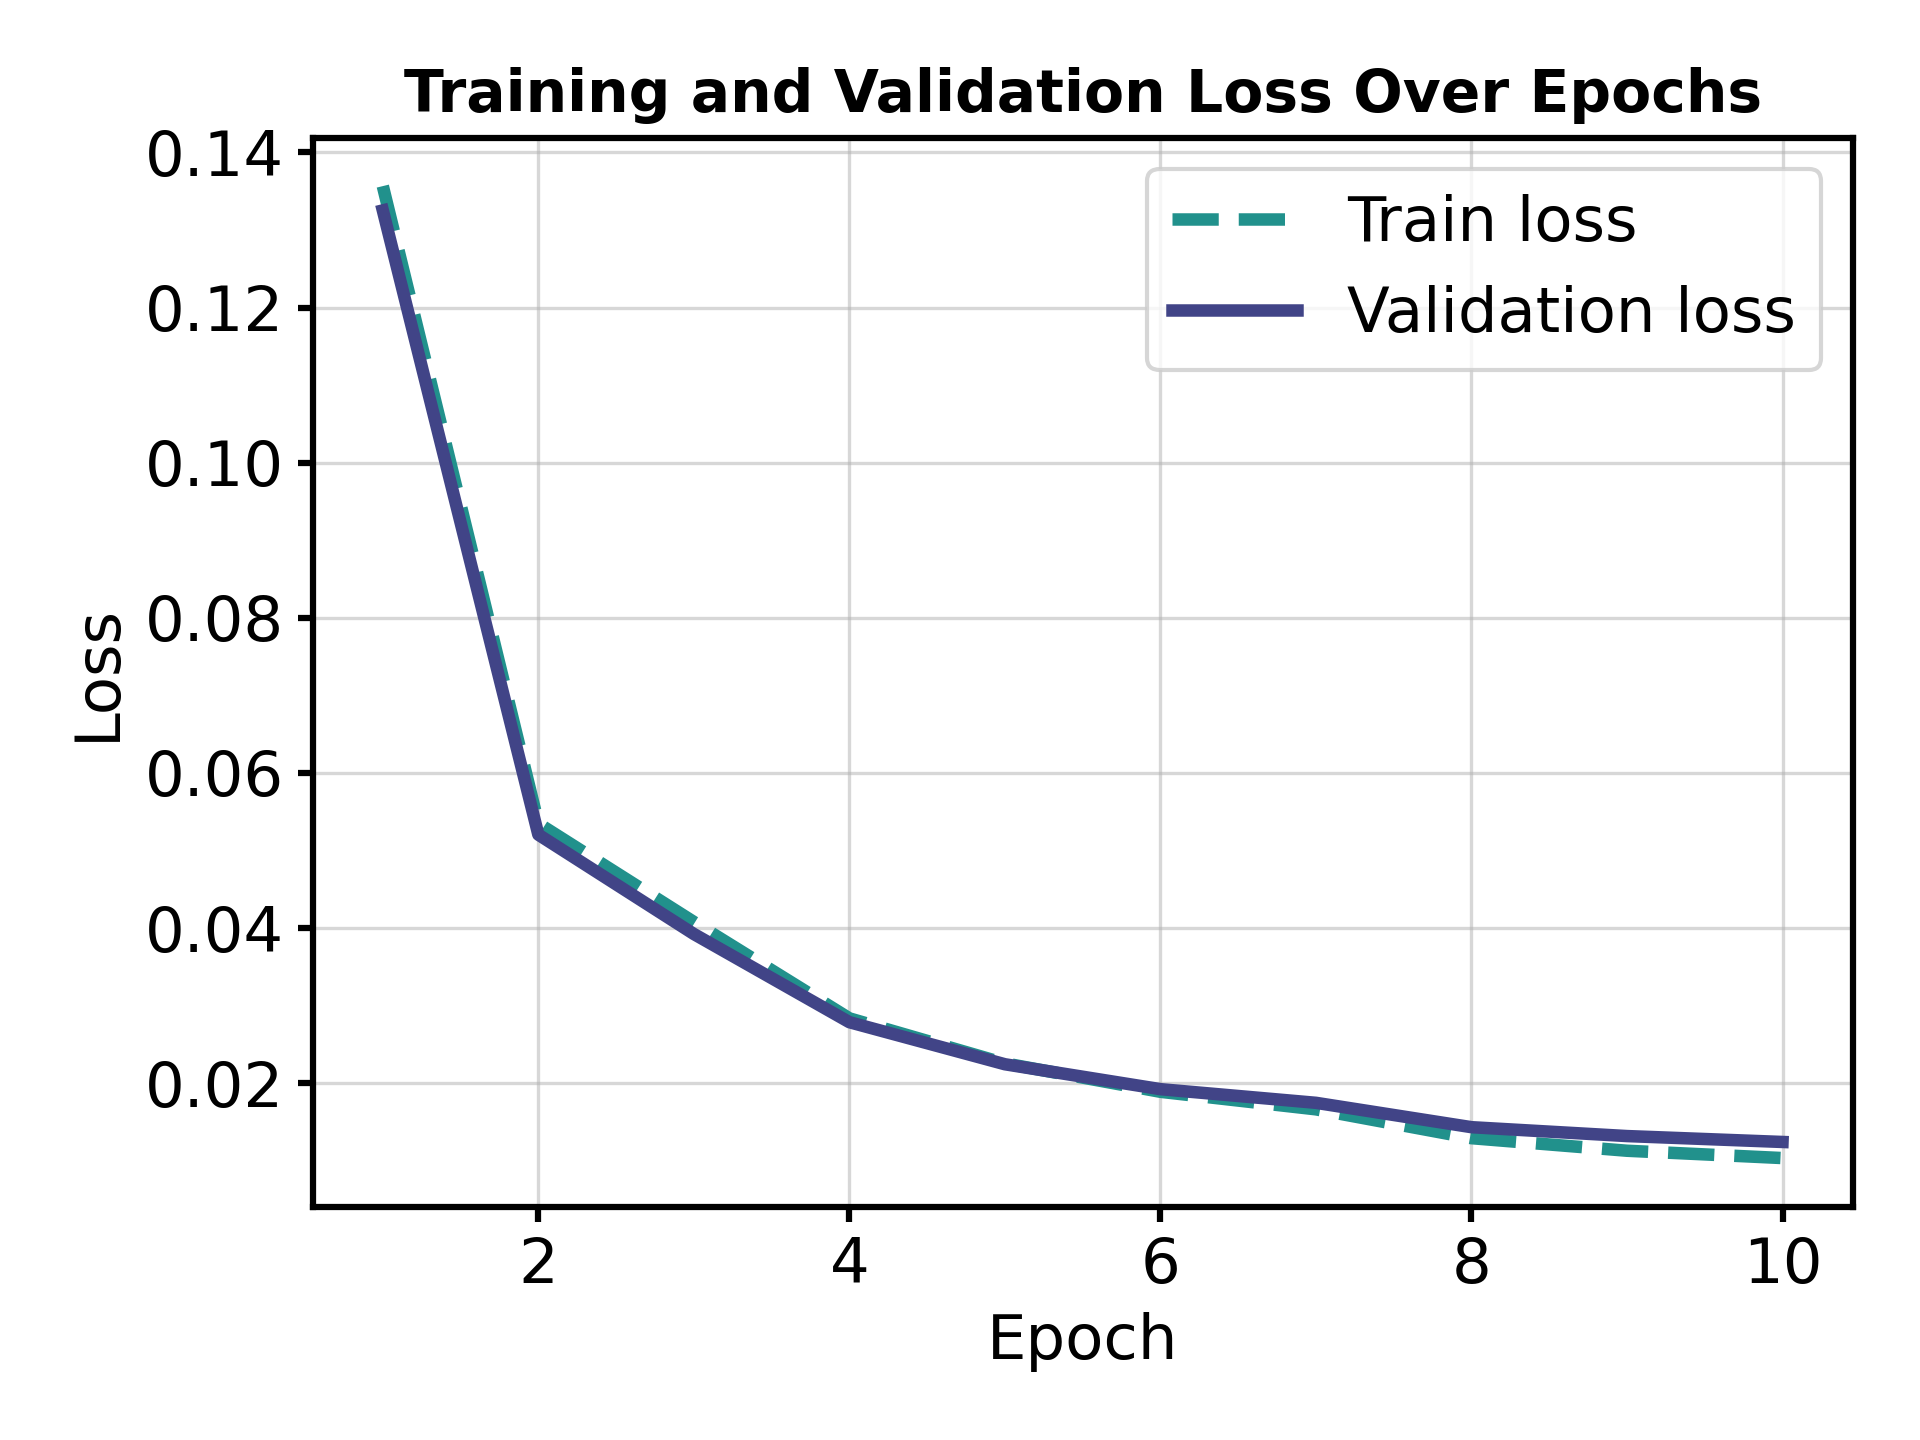 Training and Validation Loss Over Epochs
0.14
0.12
0.10
0.08
0.06
0.04
0.02
Loss
Train loss
Validation loss
2 4 6 8 10
Epoch